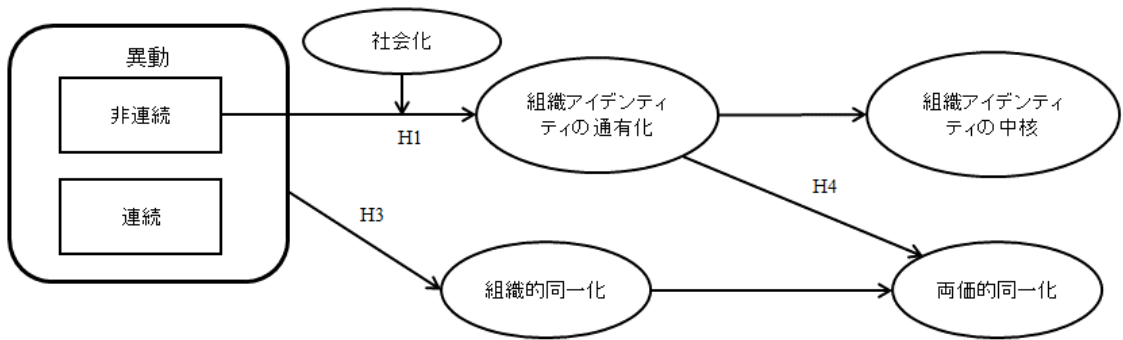 異動
非連続
連続
社会化
H1
組織アイデンティ
ティの通有化
組織アイデンティ
ティの中核
H4
H3
組織的同一化
両価的同一化